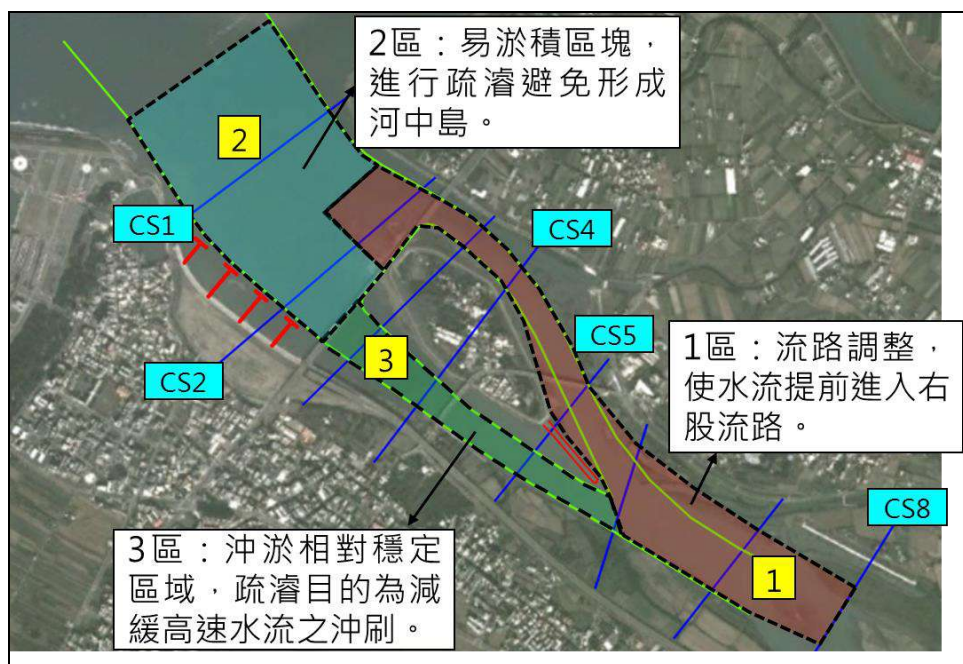 2區：易淤積區塊，
進行疏濬避免形成
河中島。
2
CS1
CS4
CS5
1區：流路調整，
使水流提前進入右
股流路。
3
CS2
CS8
3區：沖淤相對穩定
區域，疏濬目的為減
緩高速水流之沖刷。
1